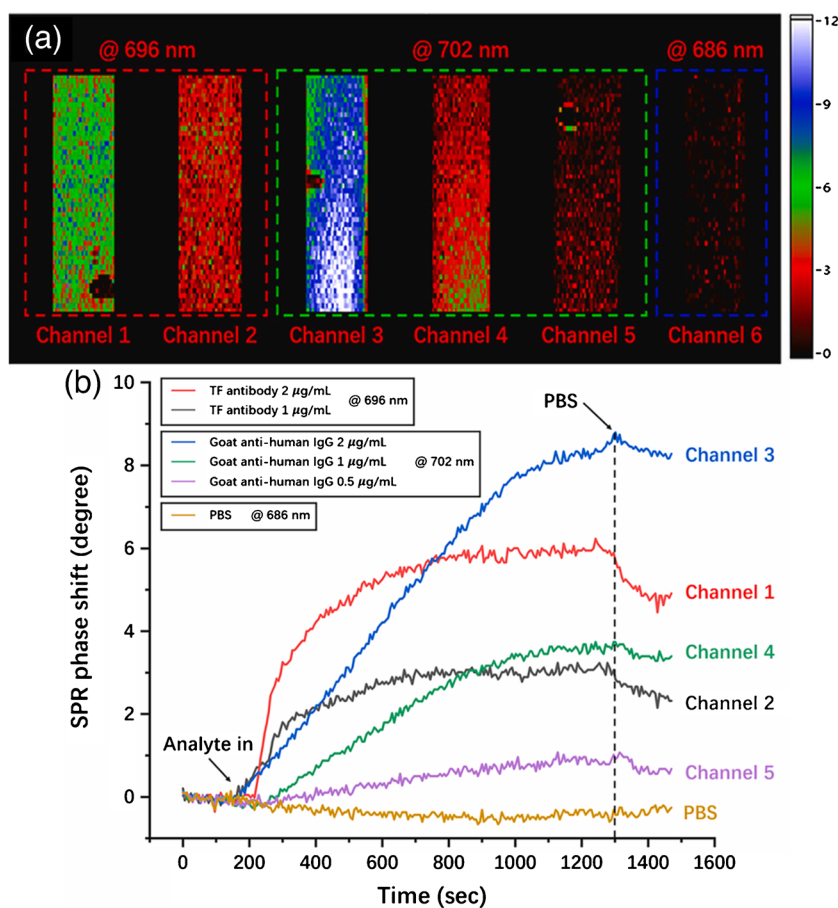 (a)
@ 696 nm
@ 702 nm
@ 686 nm
Channel 1
Channel 2
Channel 3
Channel 4
Channel 5
Channel 6
12
9
6
3
0
(b)
TF antibody 2 μg/mL
TF antibody 1 μg/mL
@ 696 nm
Goat anti-human IgG 2 μg/mL
Goat anti-human IgG 1 μg/mL
Goat anti-human IgG 0.5 μg/mL
@ 702 nm
PBS @ 686 nm
PBS
Analyte in
Channel 3
Channel 1
Channel 4
Channel 2
Channel 5
PBS
SPR phase shift (degree)
10
8
6
4
2
0
0 200 400 600 800 1000 1200 1400 1600
Time (sec)